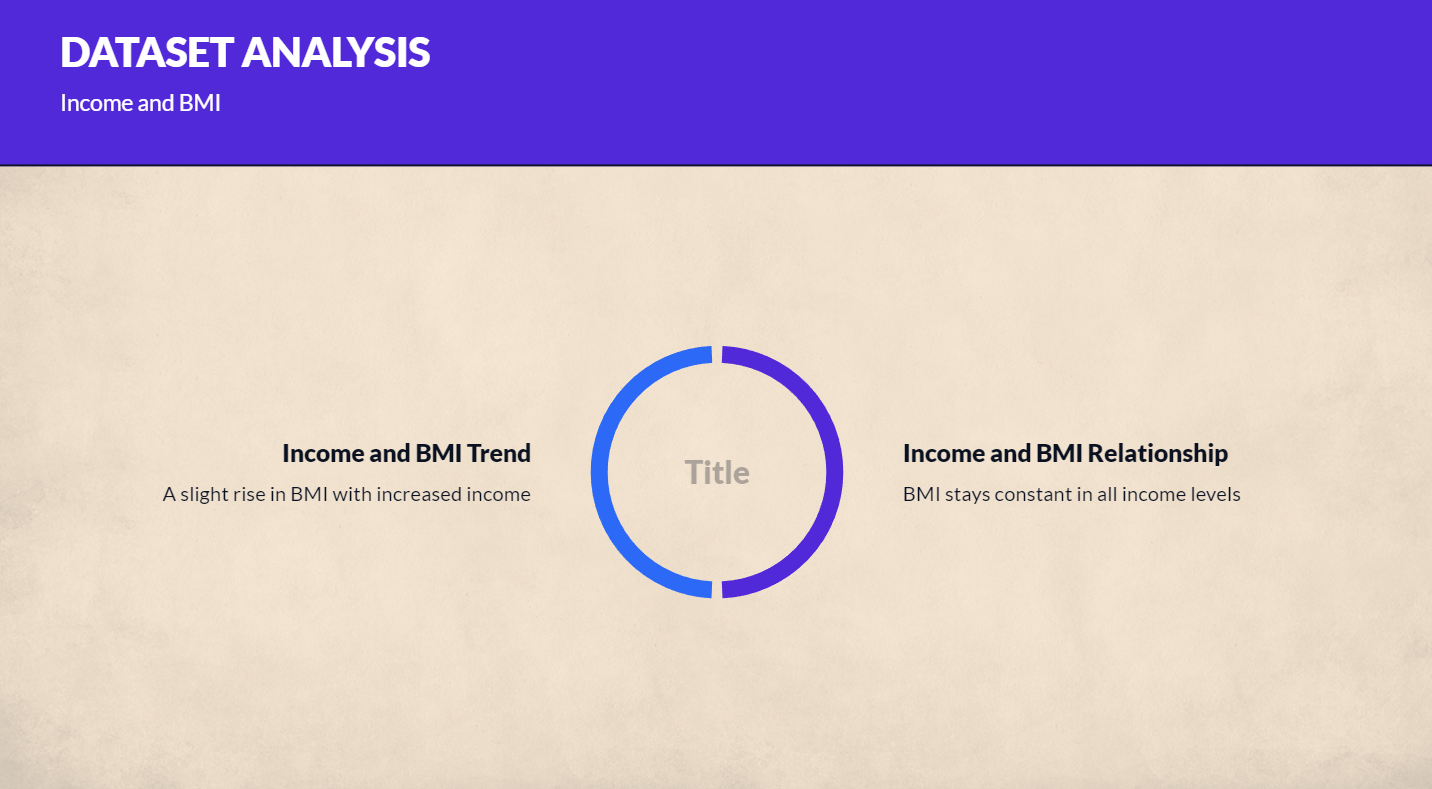 DATASET ANALYSIS
Income and BMI
Income and BMI Trend
A slight rise in BMI with increased income
Title
Income and BMI Relationship
BMI stays constant in all income levels